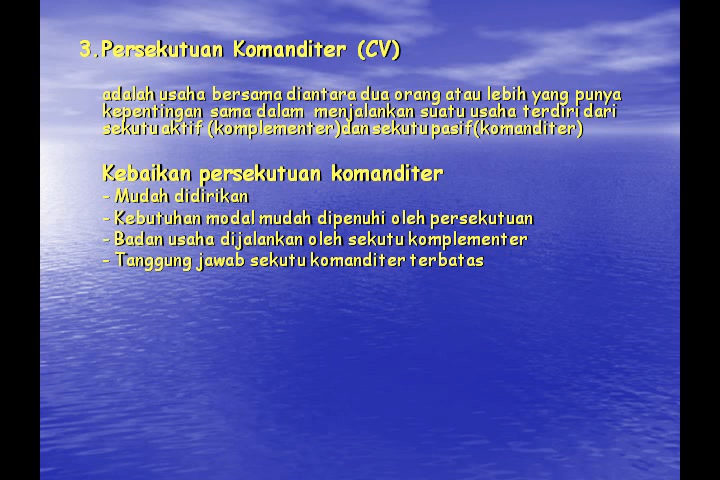 3.Persekutuan Komanditer (CV)
adalah usaha bersama diantara dua orang atau lebih yang punya
kepentingan sama dalam menjalankan suatu usaha terdiri dari
sekutu aktif (komplementer)dan sekutu pasif(komanditer)
Kebaikan persekutuan komanditer
- Mudah didirikan
- Kebutuhan modal mudah dipenuhi oleh persekutuan
- Badan usaha dijalankan oleh sekutu komplementer
- Tanggung jawab sekutu komanditer terbatas